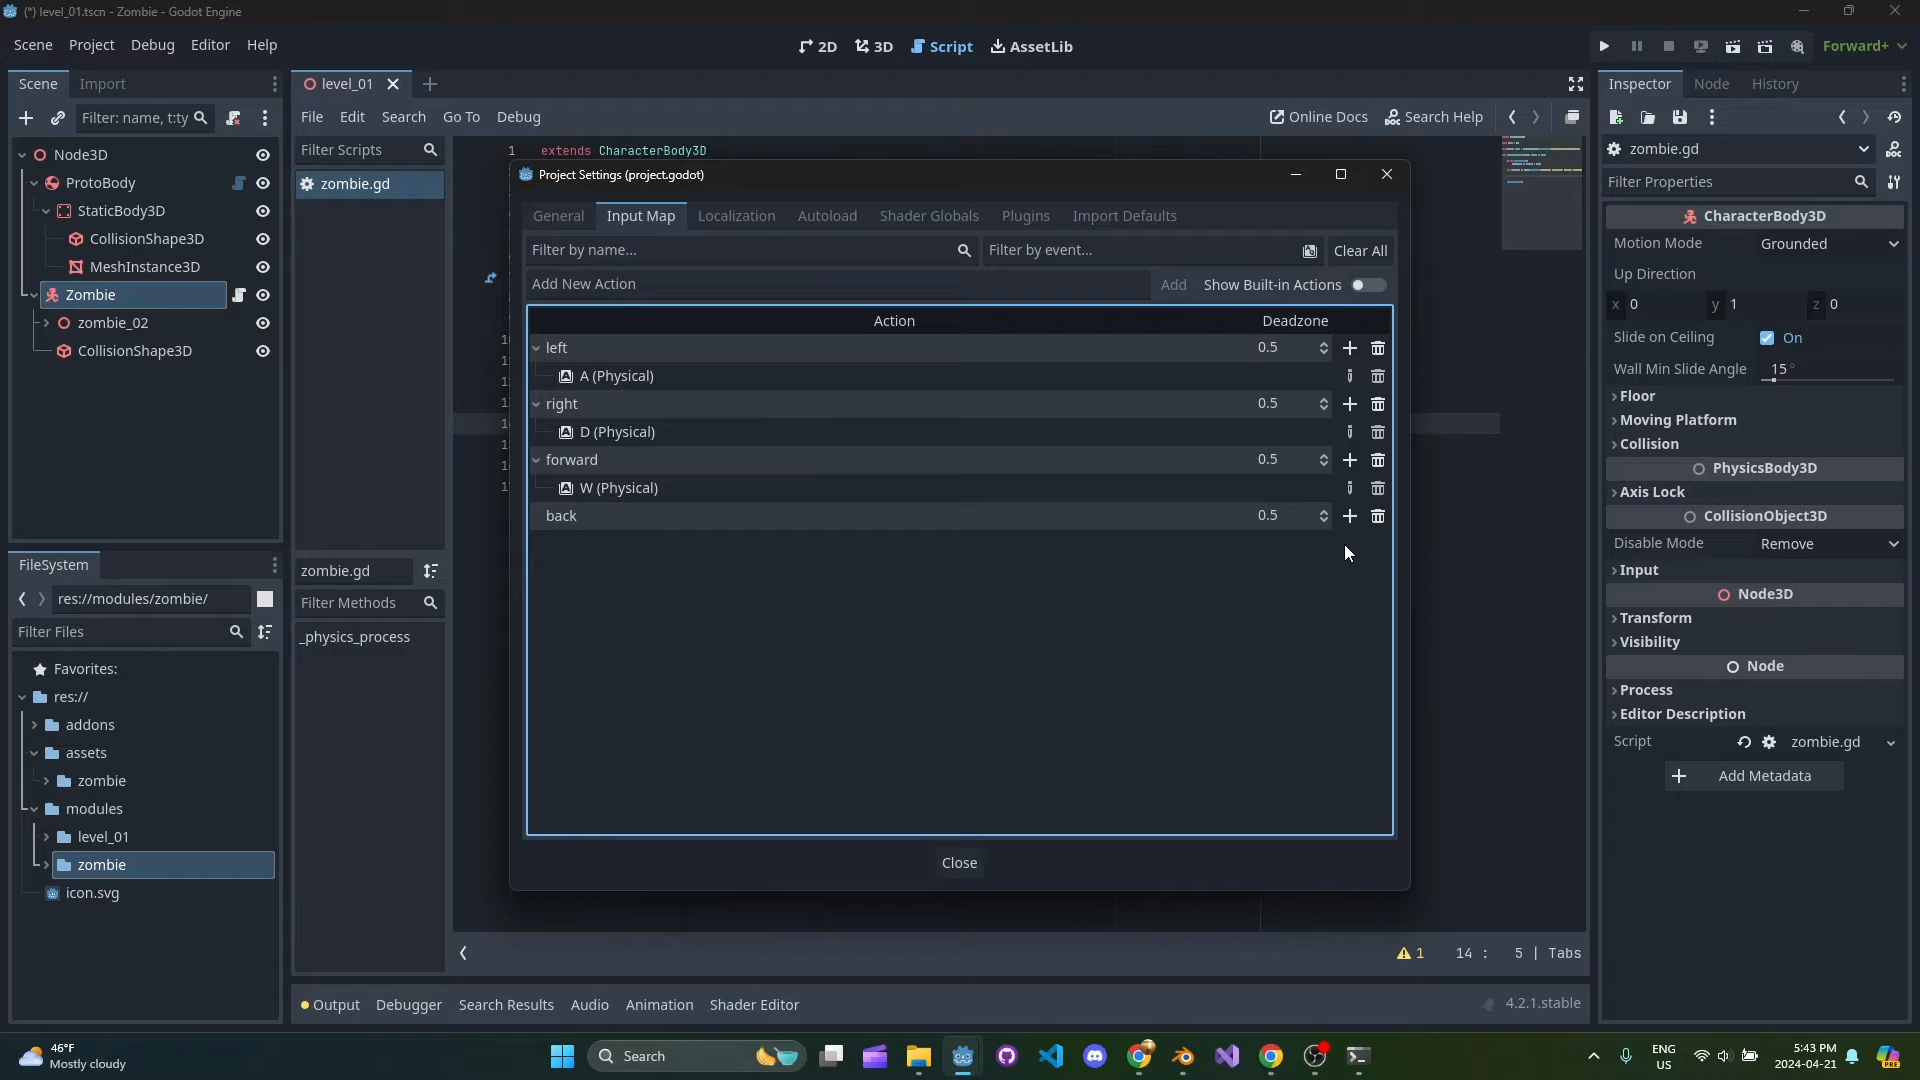 (*) level_01.tscn - Zombie - Godot Engine
Scene Project Debug Editor Help
2D 3D Script AssetLib
Forward+
Scene Import
level_01
Inspector Node History
Filter: name, t:ty
File Edit Search Go To Debug
Online Docs Search Help
Filter Scripts
zombie.gd
1 extends CharacterBody3D
Node3D
ProtoBody
StaticBody3D
CollisionShape3D
MeshInstance3D
Zombie
zombie_02
CollisionShape3D
Project Settings (project.godot)
General Input Map Localization Autoload Shader Globals Plugins Import Defaults
Filter by name... Filter by event... Clear All
Add New Action Add Show Built-in Actions
Action Deadzone
left 0.5
A (Physical)
right 0.5
D (Physical)
forward 0.5
W (Physical)
back 0.5
Close
zombie.gd
Filter Properties
CharacterBody3D
Motion Mode Grounded
Up Direction
x 0 y 1 z 0
Slide on Ceiling On
Wall Min Slide Angle 15 °
Floor
Moving Platform
Collision
PhysicsBody3D
Axis Lock
CollisionObject3D
Disable Mode Remove
Input
Node3D
Transform
Visibility
Node
Process
Editor Description
Script zombie.gd
Add Metadata
FileSystem
res://modules/zombie/
Filter Files
Favorites:
res://
addons
assets
zombie
modules
level_01
zombie
icon.svg
zombie.gd
Filter Methods
_physics_process
1 14 : 5 | Tabs
Output Debugger Search Results Audio Animation Shader Editor
4.2.1.stable
46°F
Mostly cloudy
Search
ENG
US
5:43 PM
2024-04-21
PRE